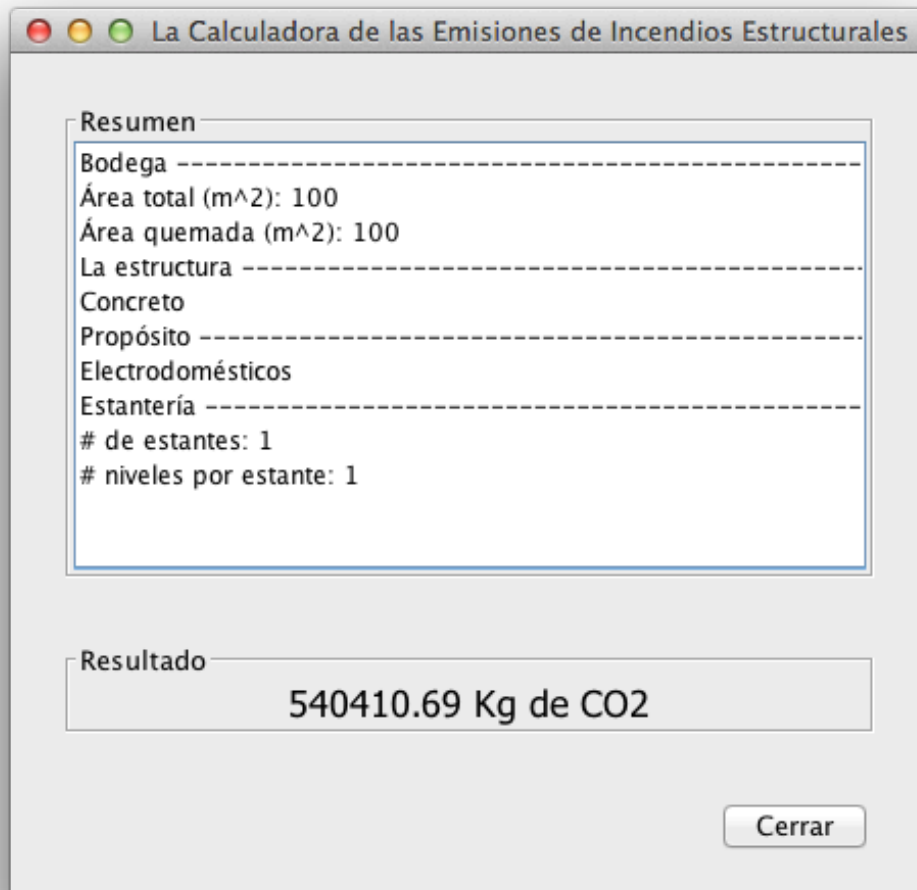 La Calculadora de las Emisiones de Incendios Estructurales
Resumen
Bodega ------------------------------------------------
Área total (m^2): 100
Área quemada (m^2): 100
La estructura --------------------------------------------
Concreto
Propósito -----------------------------------------------
Electrodomésticos
Estantería ----------------------------------------------
# de estantes: 1
# niveles por estante: 1
Resultado
540410.69 Kg de CO2
Cerrar